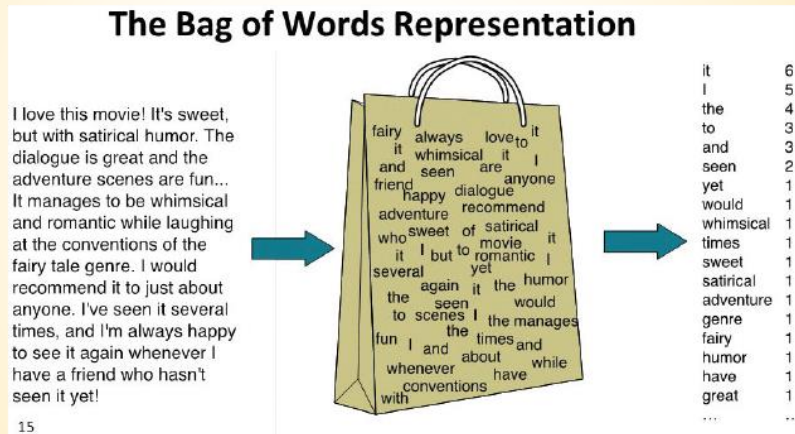 The Bag of Words Representation
I love this movie! It's sweet,
but with satirical humor. The
dialogue is great and the
adventure scenes are fun...
It manages to be whimsical
and romantic while laughing
at the conventions of the
fairy tale genre. I would
recommend it to just about
anyone. I've seen it several
times, and I'm always happy
to see it again whenever I
have a friend who hasn't
seen it yet!
15
fairy always love to it
it whimsical it I
and seen are anyone
friend happy dialogue
adventure recommend
who sweet of satirical
it I but to movie it
romantic I
several yet
again it the humor
the seen would
to scenes I the manages
fun I and the times and
about while
whenever have
conventions
with
it 6
I 5
the 4
to 3
and 3
seen 2
yet 1
would 1
whimsical 1
times 1
sweet 1
satirical 1
adventure 1
genre 1
fairy 1
humor 1
have 1
great 1
... ..